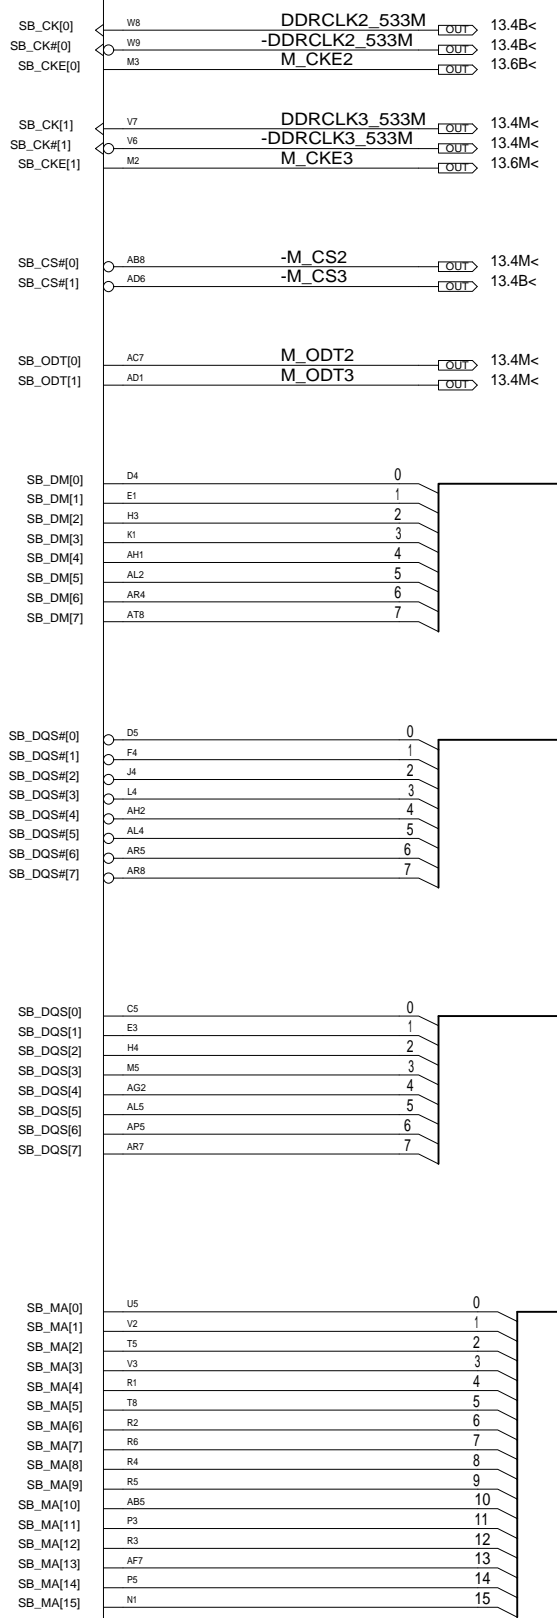 SB_CK[0] W8 DDRCLK2_533M OUT 13.4B<
SB_CK#[0] W9 -DDRCLK2_533M OUT 13.4B<
SB_CKE[0] M3 M_CKE2 OUT 13.6B<
SB_CK[1] V7 DDRCLK3_533M OUT 13.4M<
SB_CK#[1] V6 -DDRCLK3_533M OUT 13.4M<
SB_CKE[1] M2 M_CKE3 OUT 13.6M<
SB_CS#[0] AB8 -M_CS2 OUT 13.4M<
SB_CS#[1] AD6 -M_CS3 OUT 13.4B<
SB_ODT[0] AC7 M_ODT2 OUT 13.4M<
SB_ODT[1] AD1 M_ODT3 OUT 13.4M<
SB_DM[0] D4 0
SB_DM[1] E1 1
SB_DM[2] H3 2
SB_DM[3] K1 3
SB_DM[4] AH1 4
SB_DM[5] AL2 5
SB_DM[6] AR4 6
SB_DM[7] AT8 7
SB_DQS#[0] D5 0
SB_DQS#[1] F4 1
SB_DQS#[2] J4 2
SB_DQS#[3] L4 3
SB_DQS#[4] AH2 4
SB_DQS#[5] AL4 5
SB_DQS#[6] AR5 6
SB_DQS#[7] AR8 7
SB_DQS[0] C5 0
SB_DQS[1] E3 1
SB_DQS[2] H4 2
SB_DQS[3] M5 3
SB_DQS[4] AG2 4
SB_DQS[5] AL5 5
SB_DQS[6] AP5 6
SB_DQS[7] AR7 7
SB_MA[0] U5 0
SB_MA[1] V2 1
SB_MA[2] T5 2
SB_MA[3] V3 3
SB_MA[4] R1 4
SB_MA[5] T8 5
SB_MA[6] R2 6
SB_MA[7] R6 7
SB_MA[8] R4 8
SB_MA[9] R5 9
SB_MA[10] AB5 10
SB_MA[11] P3 11
SB_MA[12] R3 12
SB_MA[13] AF7 13
SB_MA[14] P5 14
SB_MA[15] N1 15